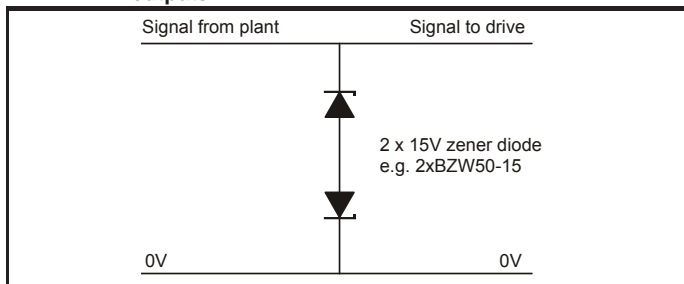 Signal from plant Signal to drive
2 x 15V zener diode
e.g. 2xBZW50-15
0V 0V